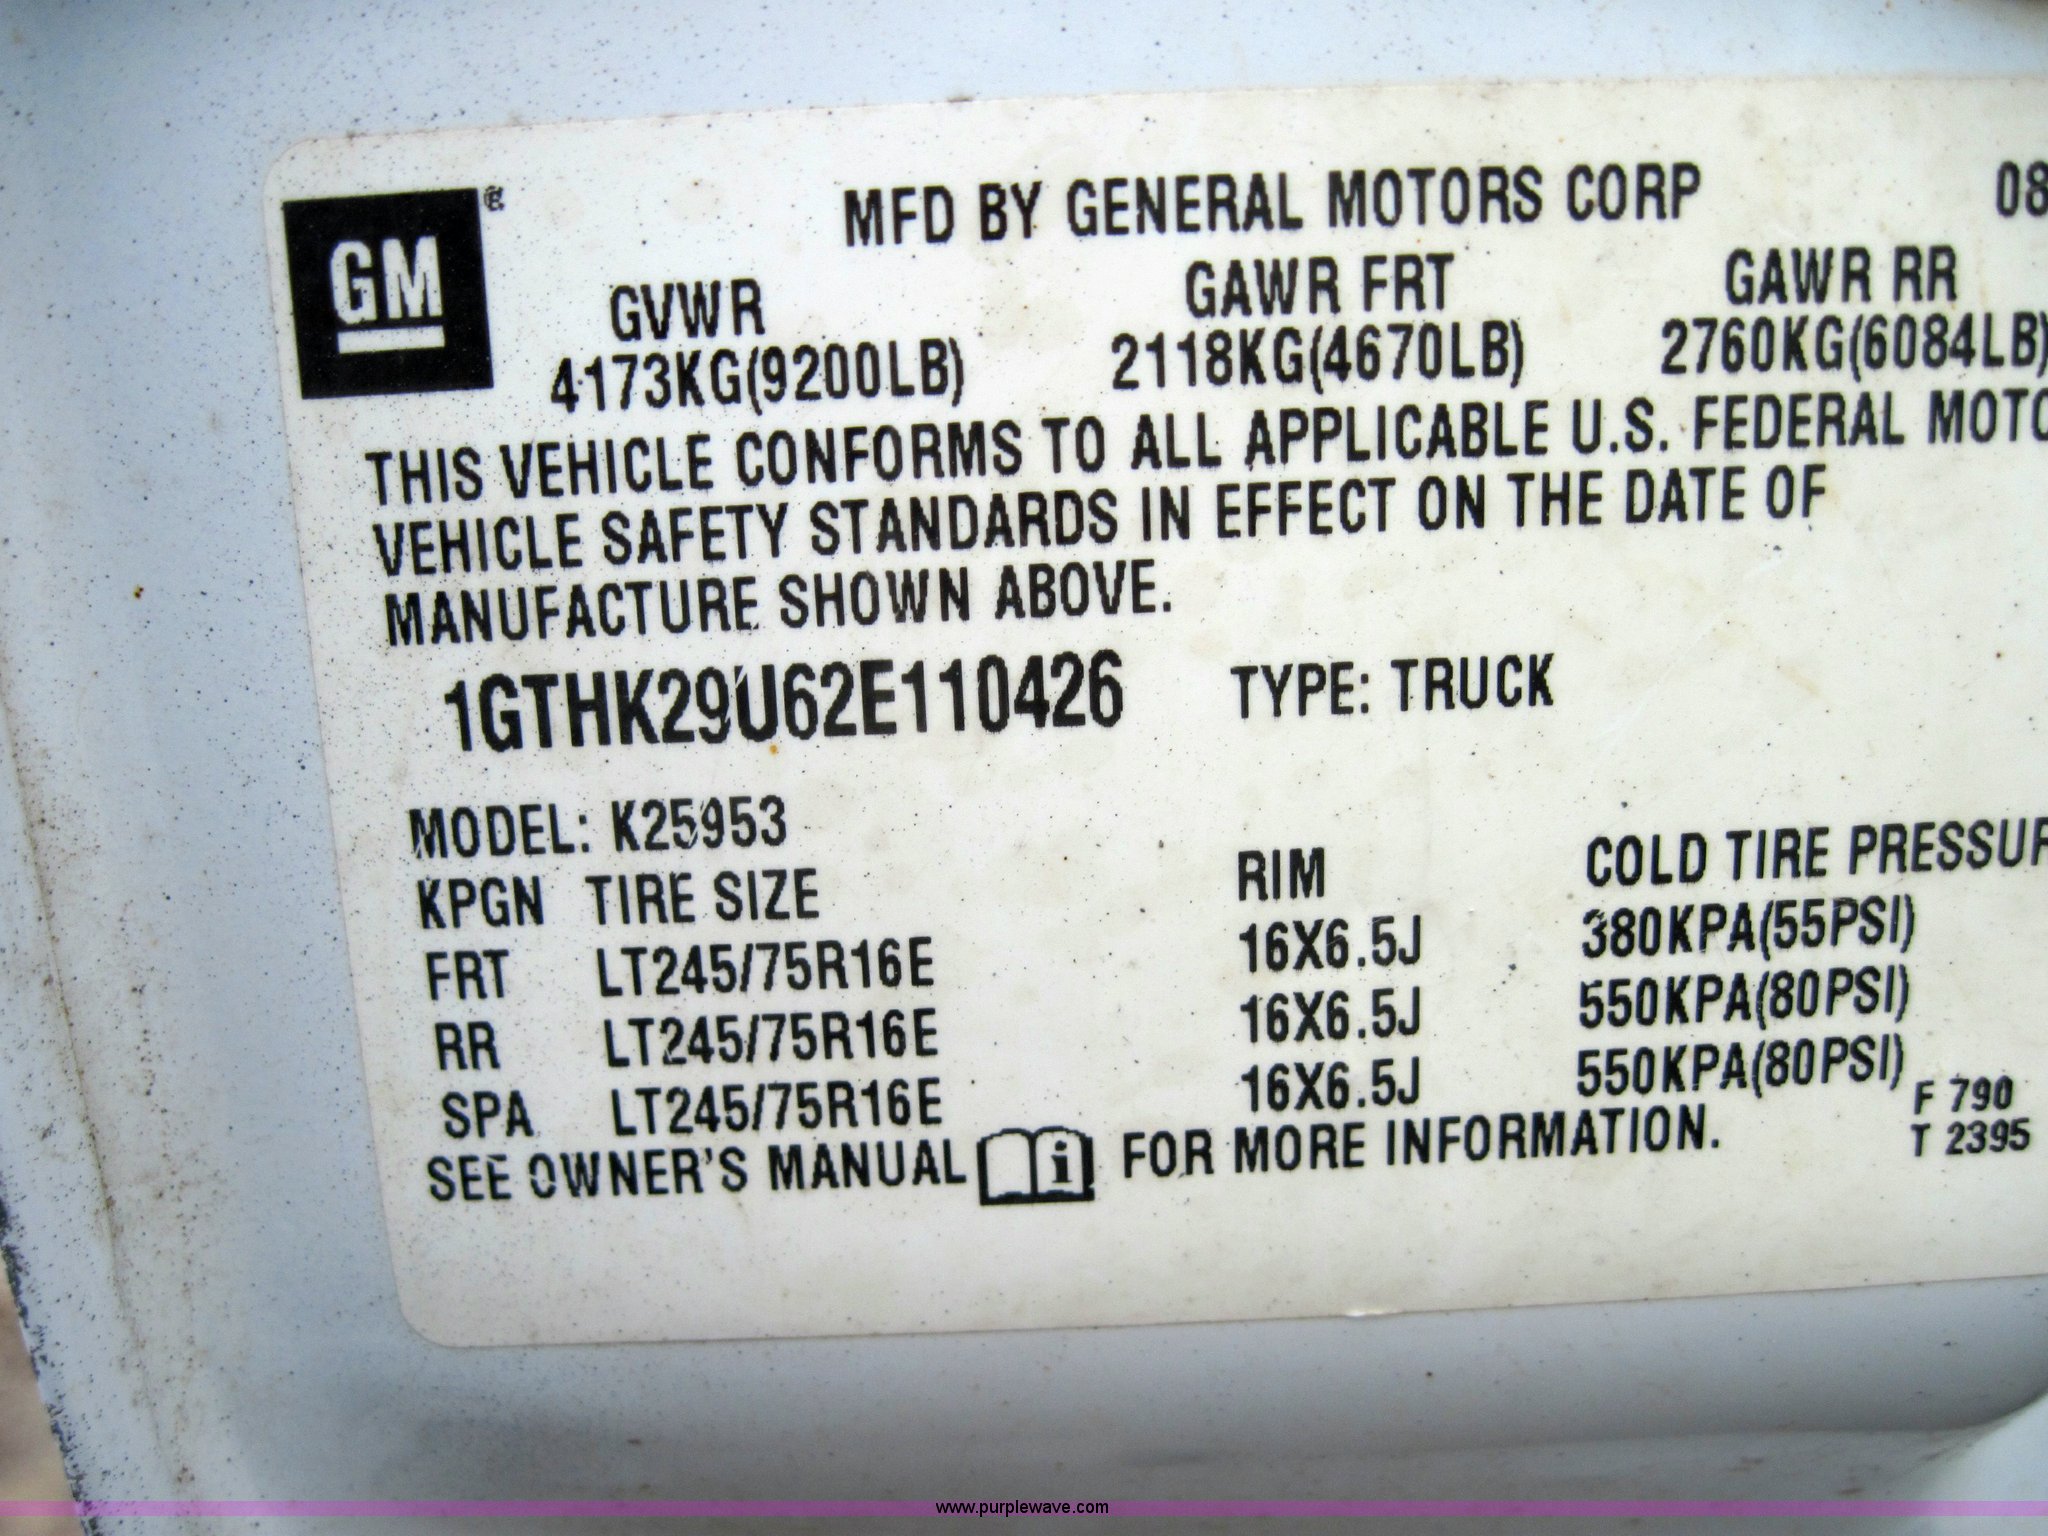 GM
MFD BY GENERAL MOTORS CORP 08
GVWR GAWR FRT GAWR RR
4173KG(9200LB) 2118KG(4670LB) 2760KG(6084LB)
THIS VEHICLE CONFORMS TO ALL APPLICABLE U.S. FEDERAL MOTO
VEHICLE SAFETY STANDARDS IN EFFECT ON THE DATE OF
MANUFACTURE SHOWN ABOVE.
1GTHK29U62E110426 TYPE: TRUCK
MODEL: K25953
KPGN TIRE SIZE RIM COLD TIRE PRESSUR
FRT LT245/75R16E 16X6.5J 380KPA(55PSI)
RR LT245/75R16E 16X6.5J 550KPA(80PSI)
SPA LT245/75R16E 16X6.5J 550KPA(80PSI)
F 790
SEE OWNER'S MANUAL i FOR MORE INFORMATION. T 2395
www.purplewave.com